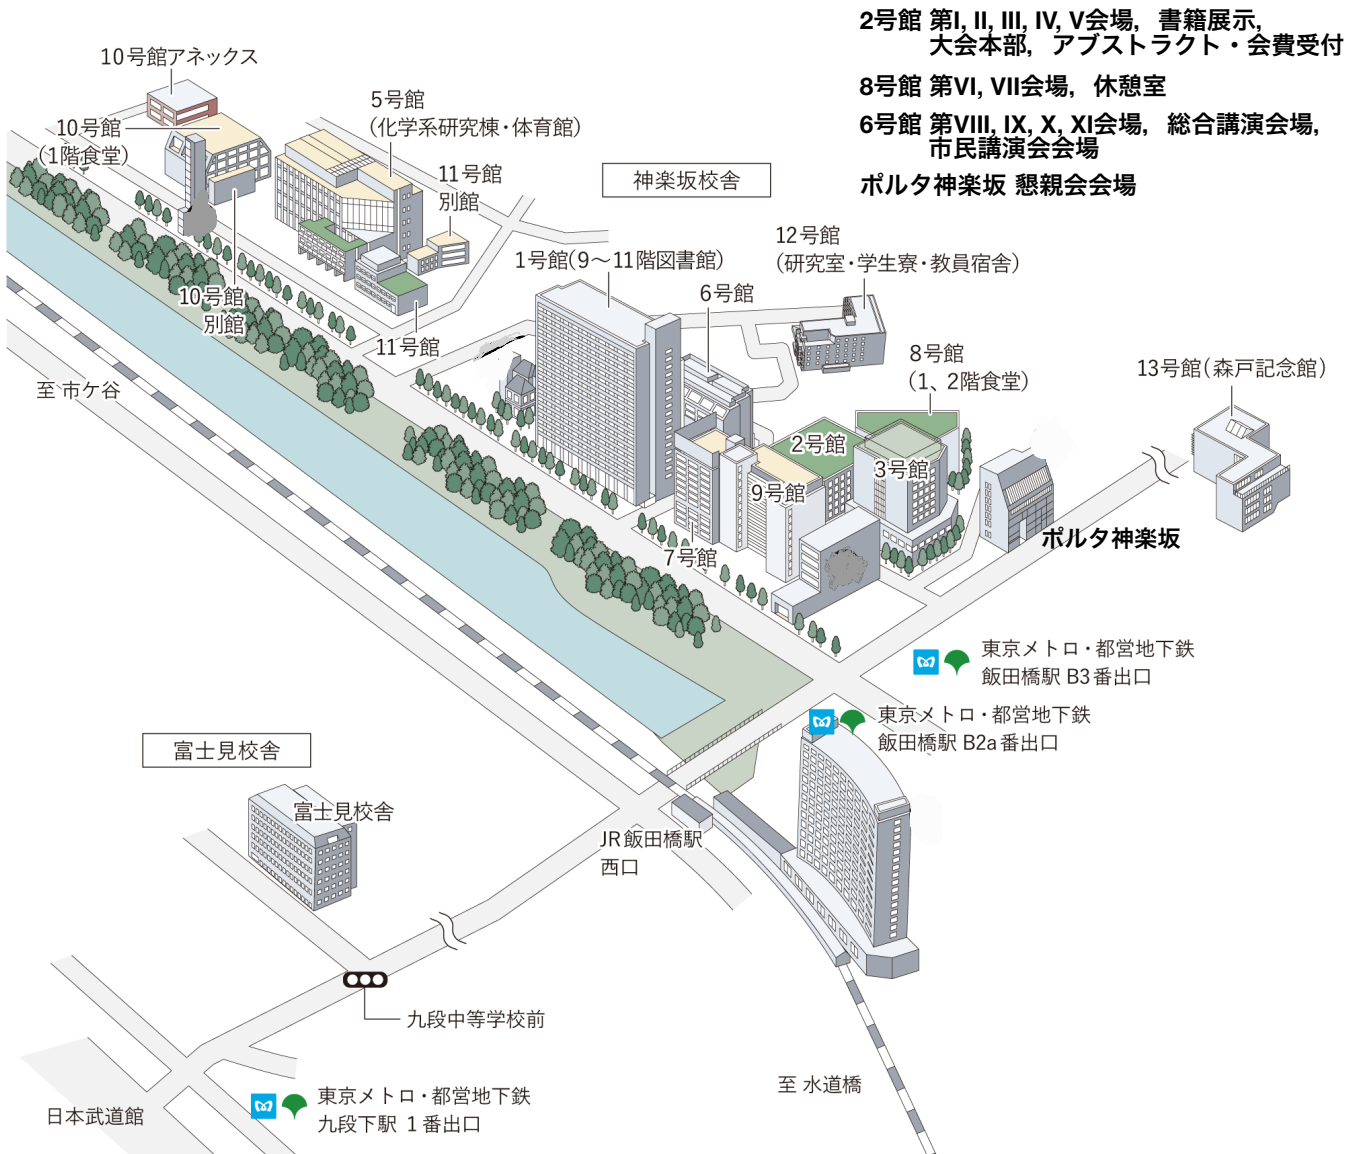 2号館 第I, II, III, IV, V会場, 書籍展示,
大会本部, アブストラクト・会費受付
8号館 第VI, VII会場, 休憩室
6号館 第VIII, IX, X, XI会場, 総合講演会場,
市民講演会会場
ポルタ神楽坂 懇親会会場
10号館アネックス
10号館
(1階食堂)
5号館
(化学系研究棟・体育館)
11号館
別館
神楽坂校舎
12号館
(研究室・学生寮・教員宿舎)
1号館(9〜11階図書館)
6号館
10号館
別館
11号館
8号館
(1、2階食堂)
13号館(森戸記念館)
至 市ケ谷
2号館
3号館
9号館
7号館
ポルタ神楽坂
東京メトロ・都営地下鉄
飯田橋駅 B3番出口
東京メトロ・都営地下鉄
飯田橋駅 B2a番出口
富士見校舎
富士見校舎
JR飯田橋駅
西口
九段中等学校前
至 水道橋
日本武道館
東京メトロ・都営地下鉄
九段下駅 1番出口